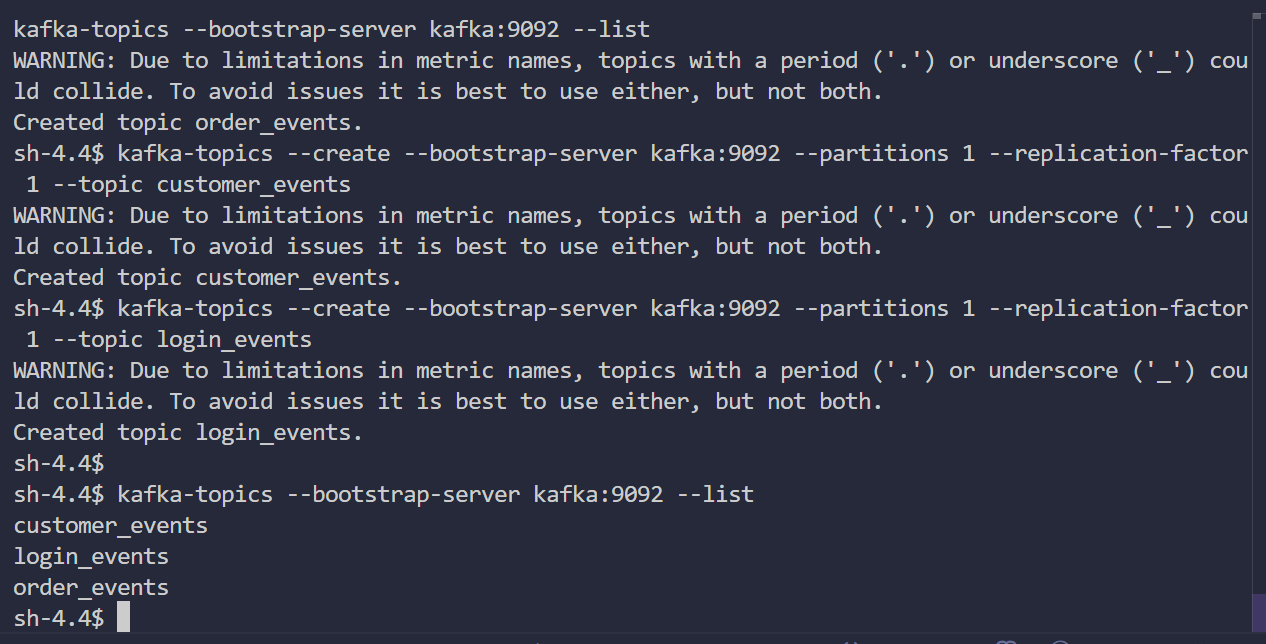 kafka-topics --bootstrap-server kafka:9092 --list
WARNING: Due to limitations in metric names, topics with a period ('.') or underscore ('_') cou
ld collide. To avoid issues it is best to use either, but not both.
Created topic order_events.
sh-4.4$ kafka-topics --create --bootstrap-server kafka:9092 --partitions 1 --replication-factor
 1 --topic customer_events
WARNING: Due to limitations in metric names, topics with a period ('.') or underscore ('_') cou
ld collide. To avoid issues it is best to use either, but not both.
Created topic customer_events.
sh-4.4$ kafka-topics --create --bootstrap-server kafka:9092 --partitions 1 --replication-factor
 1 --topic login_events
WARNING: Due to limitations in metric names, topics with a period ('.') or underscore ('_') cou
ld collide. To avoid issues it is best to use either, but not both.
Created topic login_events.
sh-4.4$
sh-4.4$ kafka-topics --bootstrap-server kafka:9092 --list
customer_events
login_events
order_events
sh-4.4$